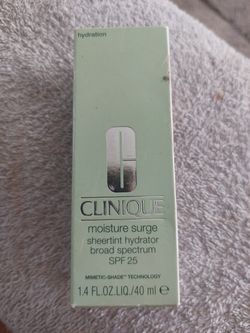 hydration
CLINIQUE
moisture surge
sheertint hydrator
broad spectrum
SPF 25
MIMETIC-SHADE™ TECHNOLOGY
1.4 FL.OZ.LIQ./40 ml ℮